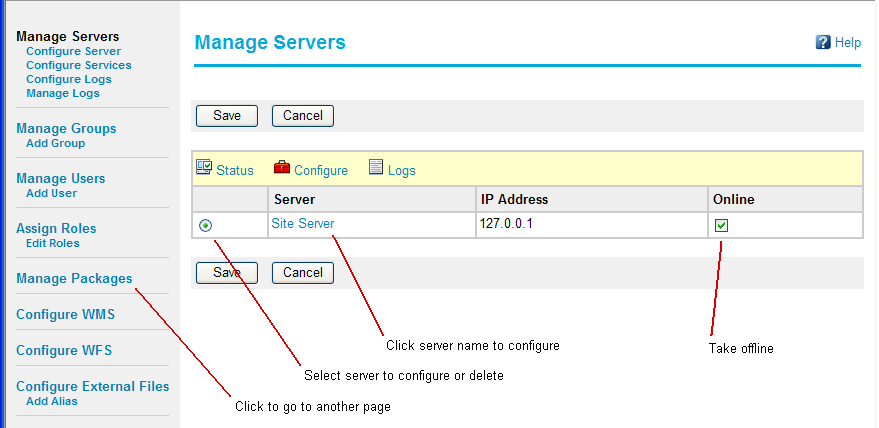 Manage Servers
Configure Server
Configure Services
Configure Logs
Manage Logs
Manage Groups
Add Group
Manage Users
Add User
Assign Roles
Edit Roles
Manage Packages
Configure WMS
Configure WFS
Configure External Files
Add Alias
Manage Servers
Help
Save Cancel
Status Configure Logs
Server IP Address Online
Site Server 127.0.0.1
Save Cancel
Click server name to configure
Take offline
Select server to configure or delete
Click to go to another page